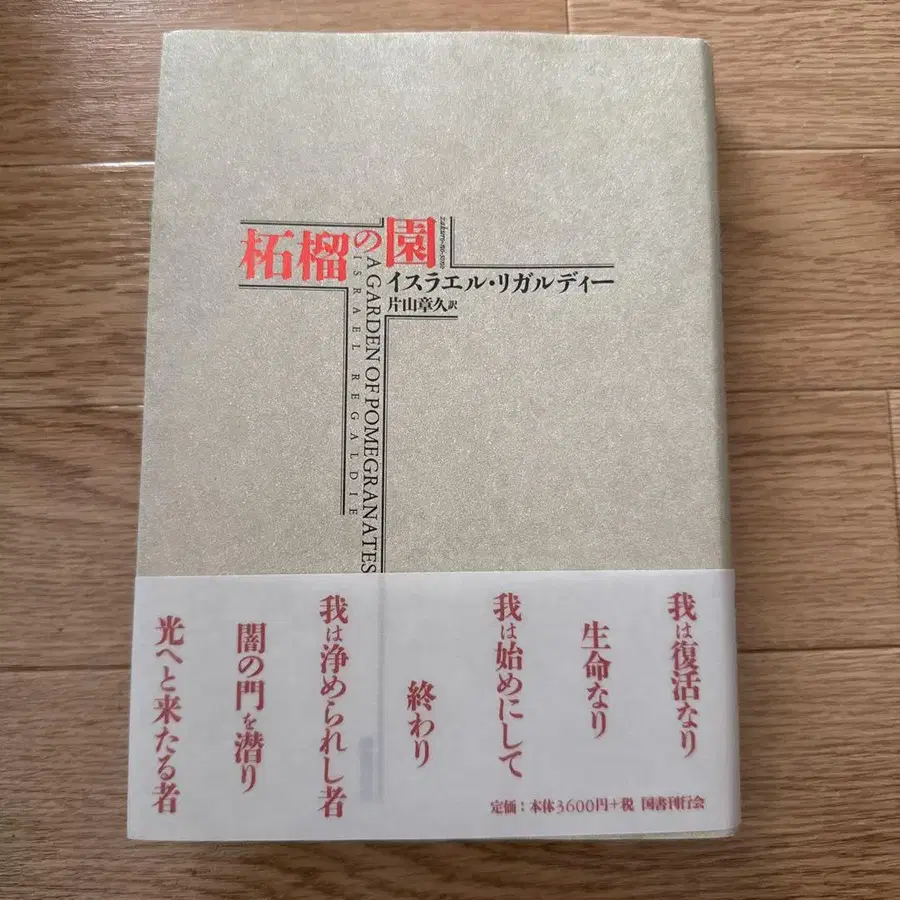 柘榴の園
zakuro-no-sono
イスラエル・リガルディー
片山章久訳
A GARDEN OF POMEGRANATES
ISRAEL REGALDIE
我は復活なり
生命なり
我は始めにして
終わり
我は浄められし者
闇の門を潜り
光へと来たる者
定価：本体3600円+税 国書刊行会